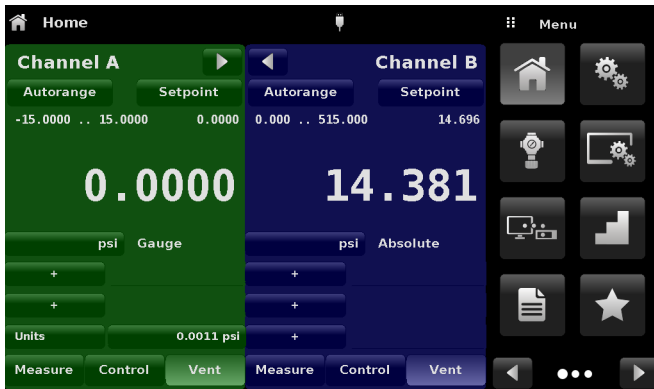 Home
Menu
Channel A
Channel B
Autorange Setpoint
Autorange Setpoint
-15.0000 .. 15.0000 0.0000
0.000 .. 515.000 14.696
0.0000
14.381
psi Gauge
psi Absolute
+
+
+
+
Units 0.0011 psi
+
Measure Control Vent
Measure Control Vent